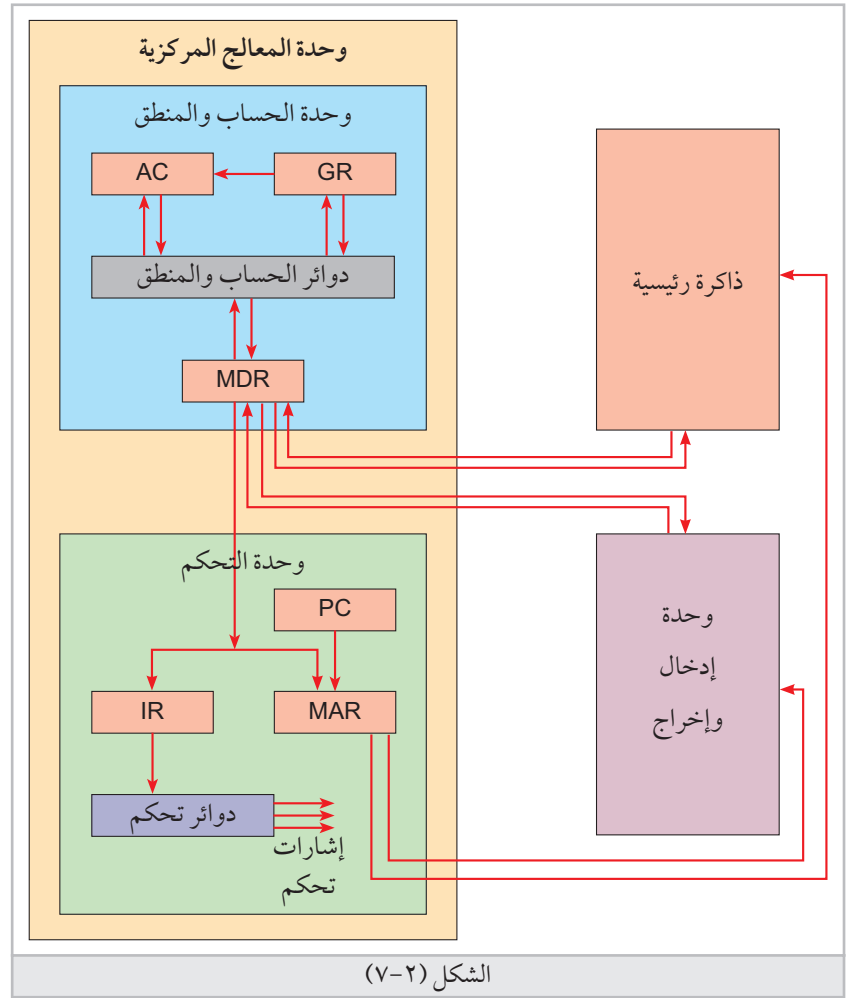 وحدة المعالج المركزية
وحدة الحساب والمنطق
AC
GR
دوائر الحساب والمنطق
MDR
ذاكرة رئيسية
وحدة التحكم
PC
IR
MAR
دوائر تحكم
إشارات
تحكم
وحدة
إدخال
وإخراج
الشكل (٢-٧)